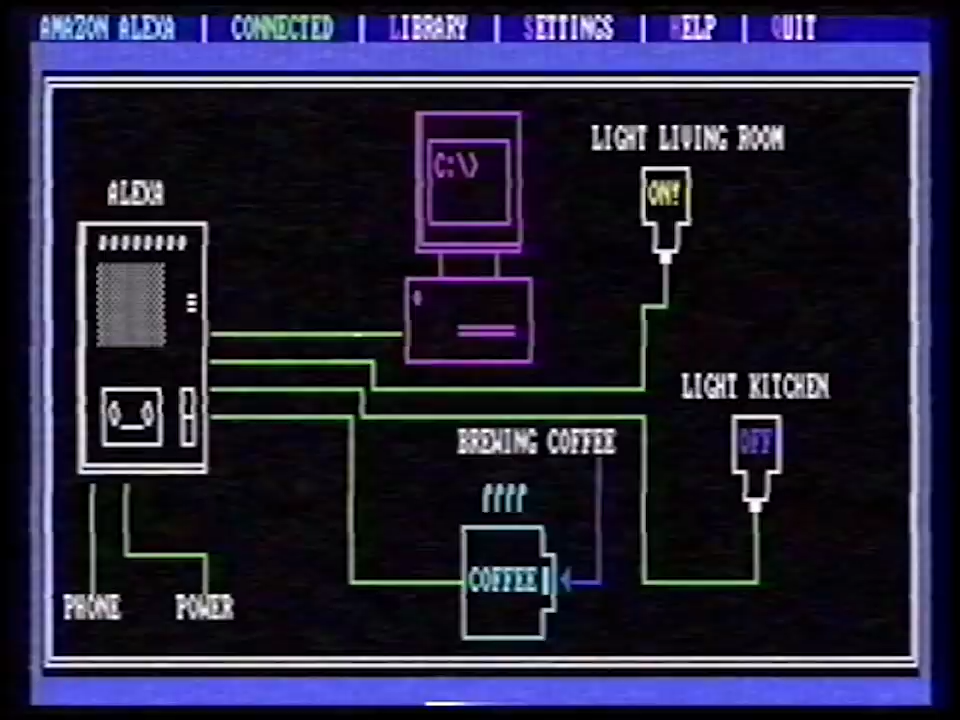 AMAZON ALEXA | CONNECTED | LIBRARY | SETTINGS | HELP | QUIT
LIGHT LIVING ROOM
ON!
C:\>
ALEXA
LIGHT KITCHEN
OFF
BREWING COFFEE
COFFEE
PHONE
POWER